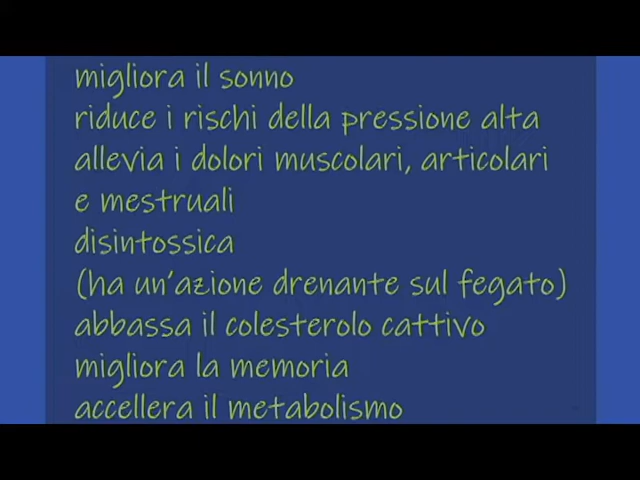 migliora il sonno
riduce i rischi della pressione alta
allevia i dolori muscolari, articolari
e mestruali
disintossica
(ha un'azione drenante sul fegato)
abbassa il colesterolo cattivo
migliora la memoria
accellera il metabolismo